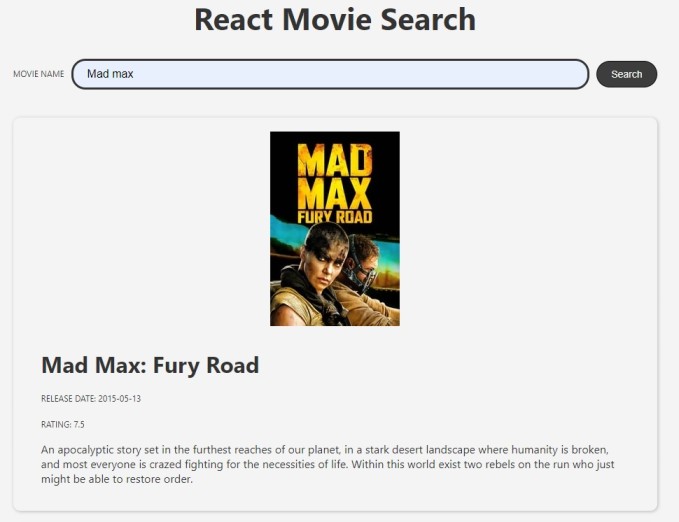 React Movie Search
MOVIE NAME
Mad max
Search
MAD
MAX
FURY ROAD
Mad Max: Fury Road
RELEASE DATE: 2015-05-13
RATING: 7.5
An apocalyptic story set in the furthest reaches of our planet, in a stark desert landscape where humanity is broken,
and most everyone is crazed fighting for the necessities of life. Within this world exist two rebels on the run who just
might be able to restore order.